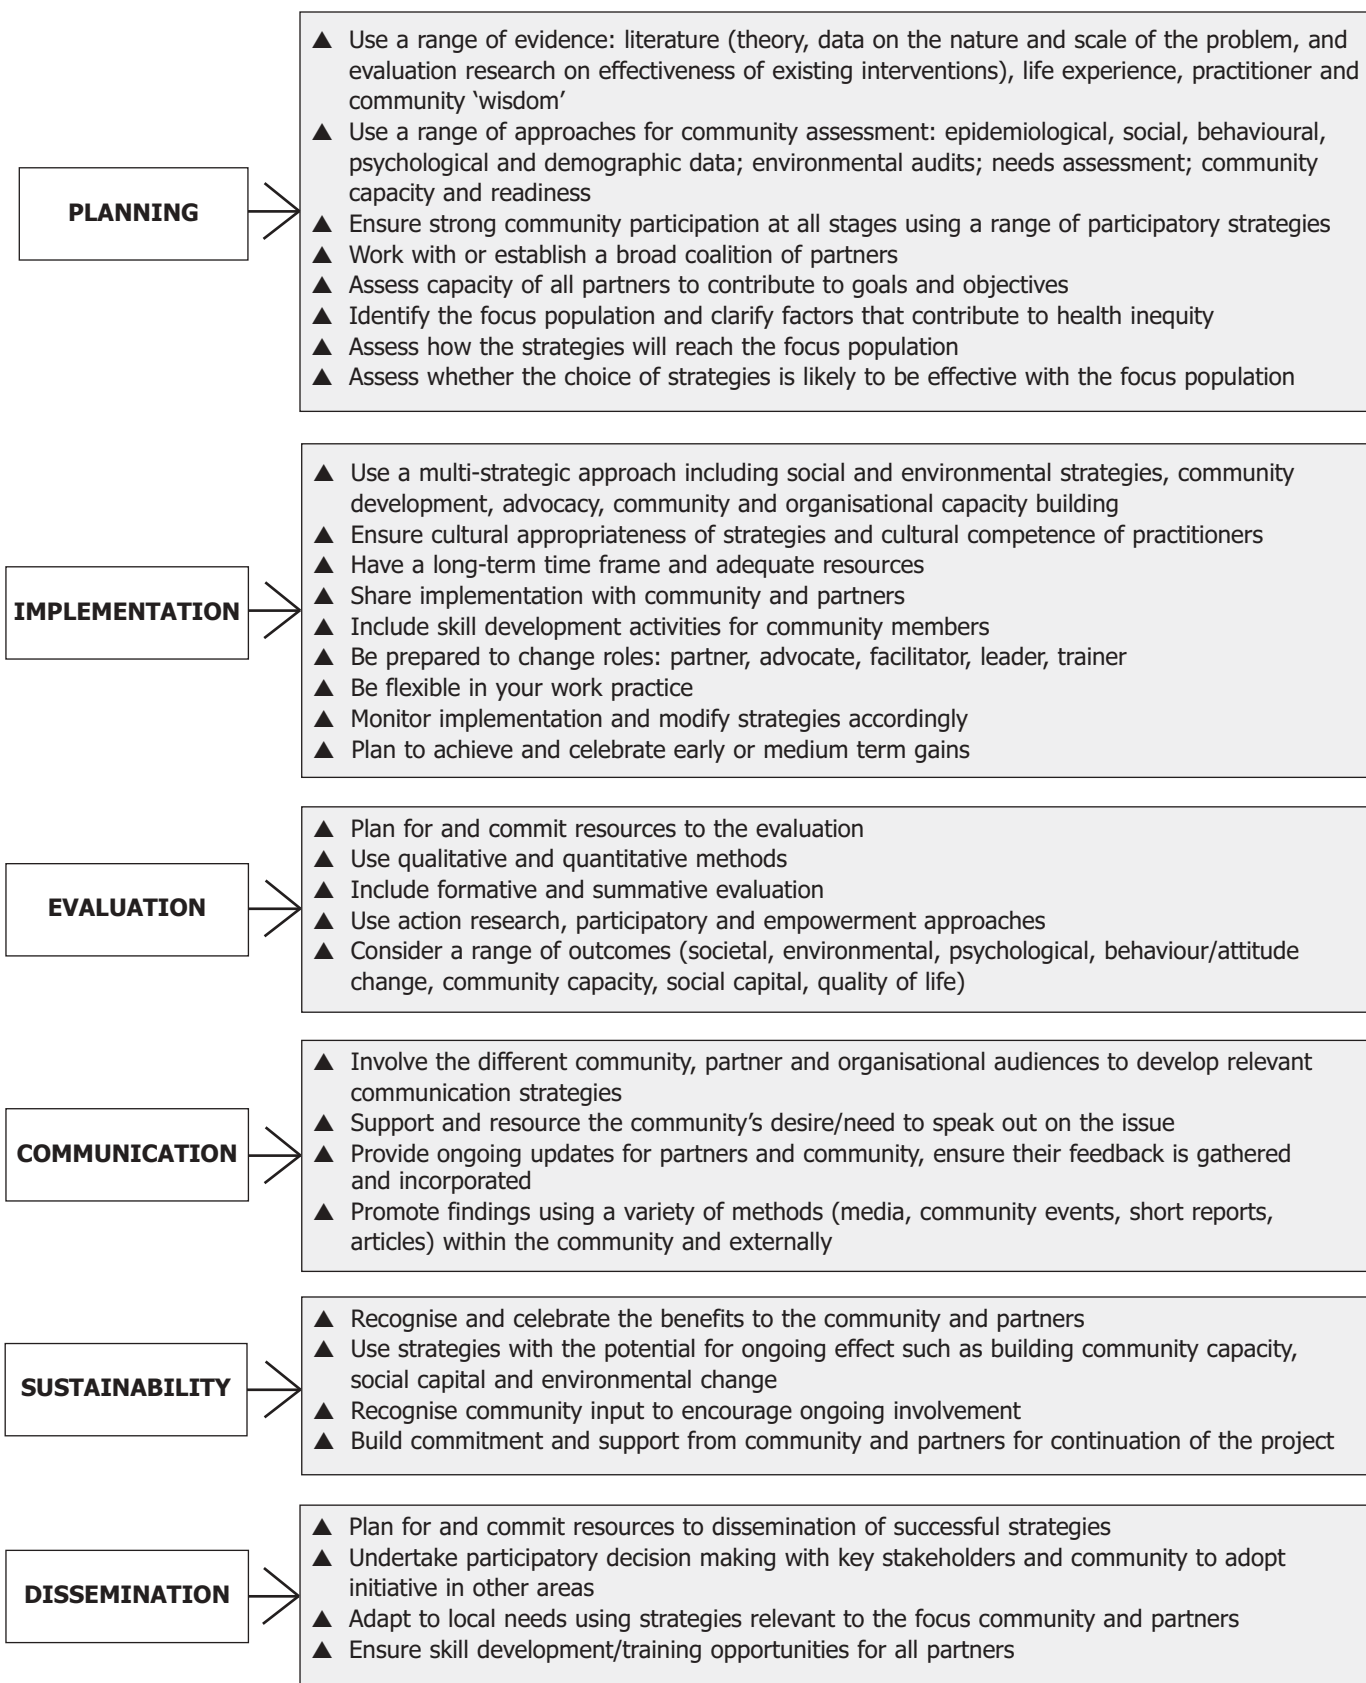 PLANNING
▲ Use a range of evidence: literature (theory, data on the nature and scale of the problem, and
evaluation research on effectiveness of existing interventions), life experience, practitioner and
community ‘wisdom’
▲ Use a range of approaches for community assessment: epidemiological, social, behavioural,
psychological and demographic data; environmental audits; needs assessment; community
capacity and readiness
▲ Ensure strong community participation at all stages using a range of participatory strategies
▲ Work with or establish a broad coalition of partners
▲ Assess capacity of all partners to contribute to goals and objectives
▲ Identify the focus population and clarify factors that contribute to health inequity
▲ Assess how the strategies will reach the focus population
▲ Assess whether the choice of strategies is likely to be effective with the focus population
IMPLEMENTATION
▲ Use a multi-strategic approach including social and environmental strategies, community
development, advocacy, community and organisational capacity building
▲ Ensure cultural appropriateness of strategies and cultural competence of practitioners
▲ Have a long-term time frame and adequate resources
▲ Share implementation with community and partners
▲ Include skill development activities for community members
▲ Be prepared to change roles: partner, advocate, facilitator, leader, trainer
▲ Be flexible in your work practice
▲ Monitor implementation and modify strategies accordingly
▲ Plan to achieve and celebrate early or medium term gains
EVALUATION
▲ Plan for and commit resources to the evaluation
▲ Use qualitative and quantitative methods
▲ Include formative and summative evaluation
▲ Use action research, participatory and empowerment approaches
▲ Consider a range of outcomes (societal, environmental, psychological, behaviour/attitude
change, community capacity, social capital, quality of life)
COMMUNICATION
▲ Involve the different community, partner and organisational audiences to develop relevant
communication strategies
▲ Support and resource the community’s desire/need to speak out on the issue
▲ Provide ongoing updates for partners and community, ensure their feedback is gathered
and incorporated
▲ Promote findings using a variety of methods (media, community events, short reports,
articles) within the community and externally
SUSTAINABILITY
▲ Recognise and celebrate the benefits to the community and partners
▲ Use strategies with the potential for ongoing effect such as building community capacity,
social capital and environmental change
▲ Recognise community input to encourage ongoing involvement
▲ Build commitment and support from community and partners for continuation of the project
DISSEMINATION
▲ Plan for and commit resources to dissemination of successful strategies
▲ Undertake participatory decision making with key stakeholders and community to adopt
initiative in other areas
▲ Adapt to local needs using strategies relevant to the focus community and partners
▲ Ensure skill development/training opportunities for all partners